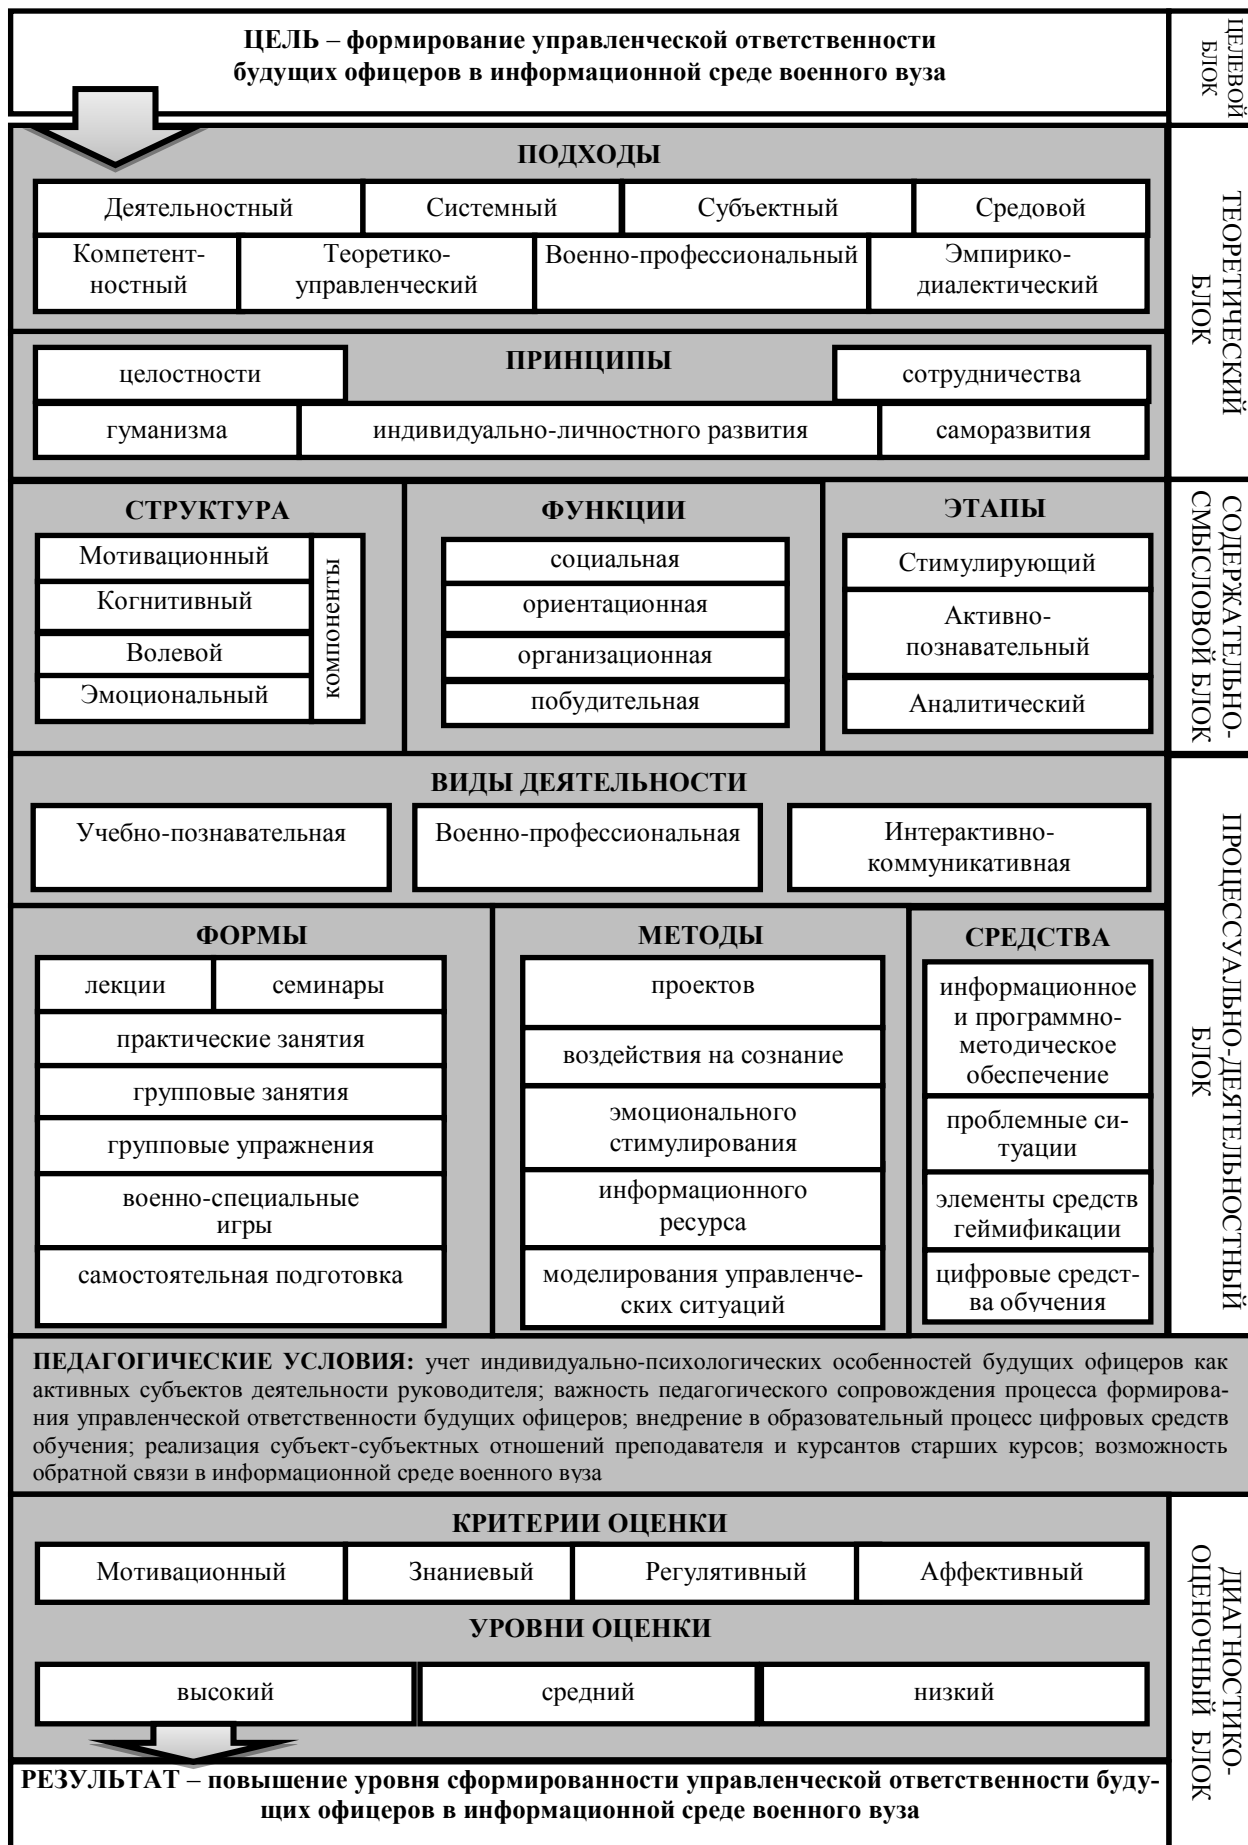 ЦЕЛЬ – формирование управленческой ответственности
будущих офицеров в информационной среде военного вуза
ЦЕЛЕВОЙ
БЛОК
ПОДХОДЫ
Деятельностный
Системный
Субъектный
Средовой
Компетент-
ностный
Теоретико-
управленческий
Военно-профессиональный
Эмпирико-
диалектический
ПРИНЦИПЫ
целостности
сотрудничества
гуманизма
индивидуально-личностного развития
саморазвития
ТЕОРЕТИЧЕСКИЙ
БЛОК
СТРУКТУРА
Мотивационный
Когнитивный
Волевой
Эмоциональный
компоненты
ФУНКЦИИ
социальная
ориентационная
организационная
побудительная
ЭТАПЫ
Стимулирующий
Активно-
познавательный
Аналитический
СОДЕРЖАТЕЛЬНО-
СМЫСЛОВОЙ БЛОК
ВИДЫ ДЕЯТЕЛЬНОСТИ
Учебно-познавательная
Военно-профессиональная
Интерактивно-
коммуникативная
ФОРМЫ
лекции
семинары
практические занятия
групповые занятия
групповые упражнения
военно-специальные
игры
самостоятельная подготовка
МЕТОДЫ
проектов
воздействия на сознание
эмоционального
стимулирования
информационного
ресурса
моделирования управленче-
ских ситуаций
СРЕДСТВА
информационное
и программно-
методическое
обеспечение
проблемные си-
туации
элементы средств
геймификации
цифровые средст-
ва обучения
ПРОЦЕССУАЛЬНО-ДЕЯТЕЛЬНОСТНЫЙ
БЛОК
ПЕДАГОГИЧЕСКИЕ УСЛОВИЯ: учет индивидуально-психологических особенностей будущих офицеров как
активных субъектов деятельности руководителя; важность педагогического сопровождения процесса формирова-
ния управленческой ответственности будущих офицеров; внедрение в образовательный процесс цифровых средств
обучения; реализация субъект-субъектных отношений преподавателя и курсантов старших курсов; возможность
обратной связи в информационной среде военного вуза
КРИТЕРИИ ОЦЕНКИ
Мотивационный
Знаниевый
Регулятивный
Аффективный
УРОВНИ ОЦЕНКИ
высокий
средний
низкий
ДИАГНОСТИКО-
ОЦЕНОЧНЫЙ БЛОК
РЕЗУЛЬТАТ – повышение уровня сформированности управленческой ответственности буду-
щих офицеров в информационной среде военного вуза